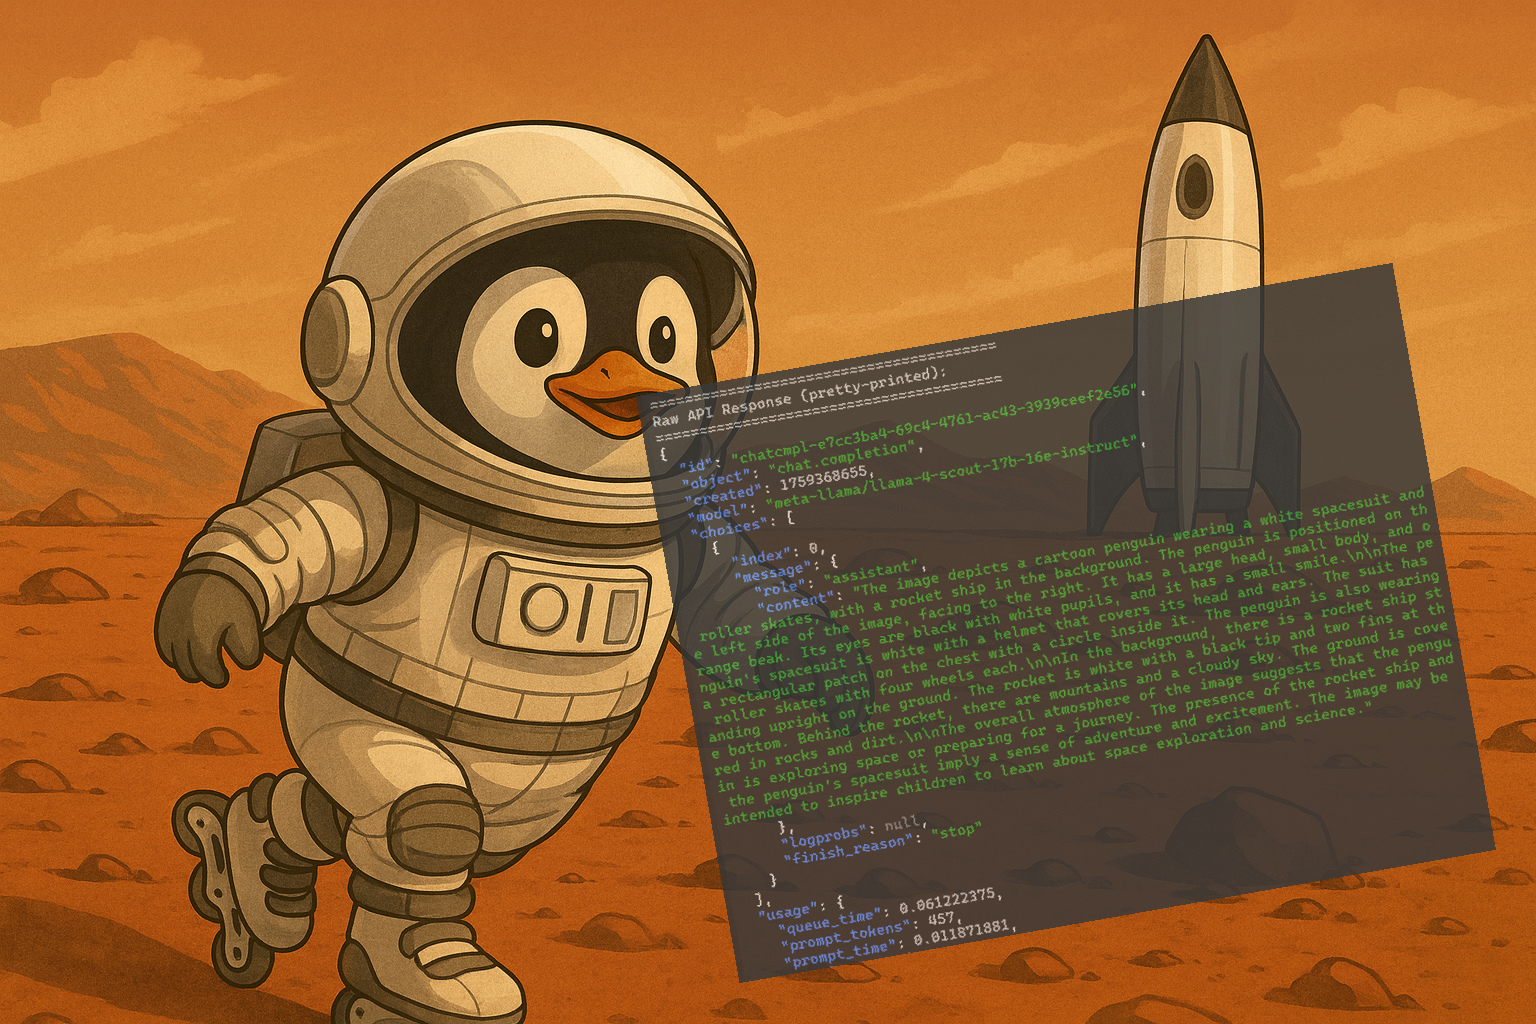 ==========================================
Raw API Response (pretty-printed):
==========================================
{
"id": "chatcmpl-e7cc3ba4-69c4-4761-ac43-3939ceef2e56",
"object": "chat.completion",
"created": 1759368655,
"model": "meta-llama/llama-4-scout-17b-16e-instruct",
"choices": [
{
"index": 0,
"message": {
"role": "assistant",
"content": "The image depicts a cartoon penguin wearing a white spacesuit and
roller skates, with a rocket ship in the background. The penguin is positioned on th
e left side of the image, facing to the right. It has a large head, small body, and o
range beak. Its eyes are black with white pupils, and it has a small smile.\n\nThe pe
nguin's spacesuit is white with a helmet that covers its head and ears. The suit has
a rectangular patch on the chest with a circle inside it. The penguin is also wearing
roller skates with four wheels each.\n\nIn the background, there is a rocket ship st
anding upright on the ground. The rocket is white with a black tip and two fins at th
e bottom. Behind the rocket, there are mountains and a cloudy sky. The ground is cove
red in rocks and dirt.\n\nThe overall atmosphere of the image suggests that the pengu
in is exploring space or preparing for a journey. The presence of the rocket ship and
the penguin's spacesuit imply a sense of adventure and excitement. The image may be
intended to inspire children to learn about space exploration and science."
},
"logprobs": null,
"finish_reason": "stop"
}
],
"usage": {
"queue_time": 0.061222375,
"prompt_tokens": 457,
"prompt_time": 0.011871881,